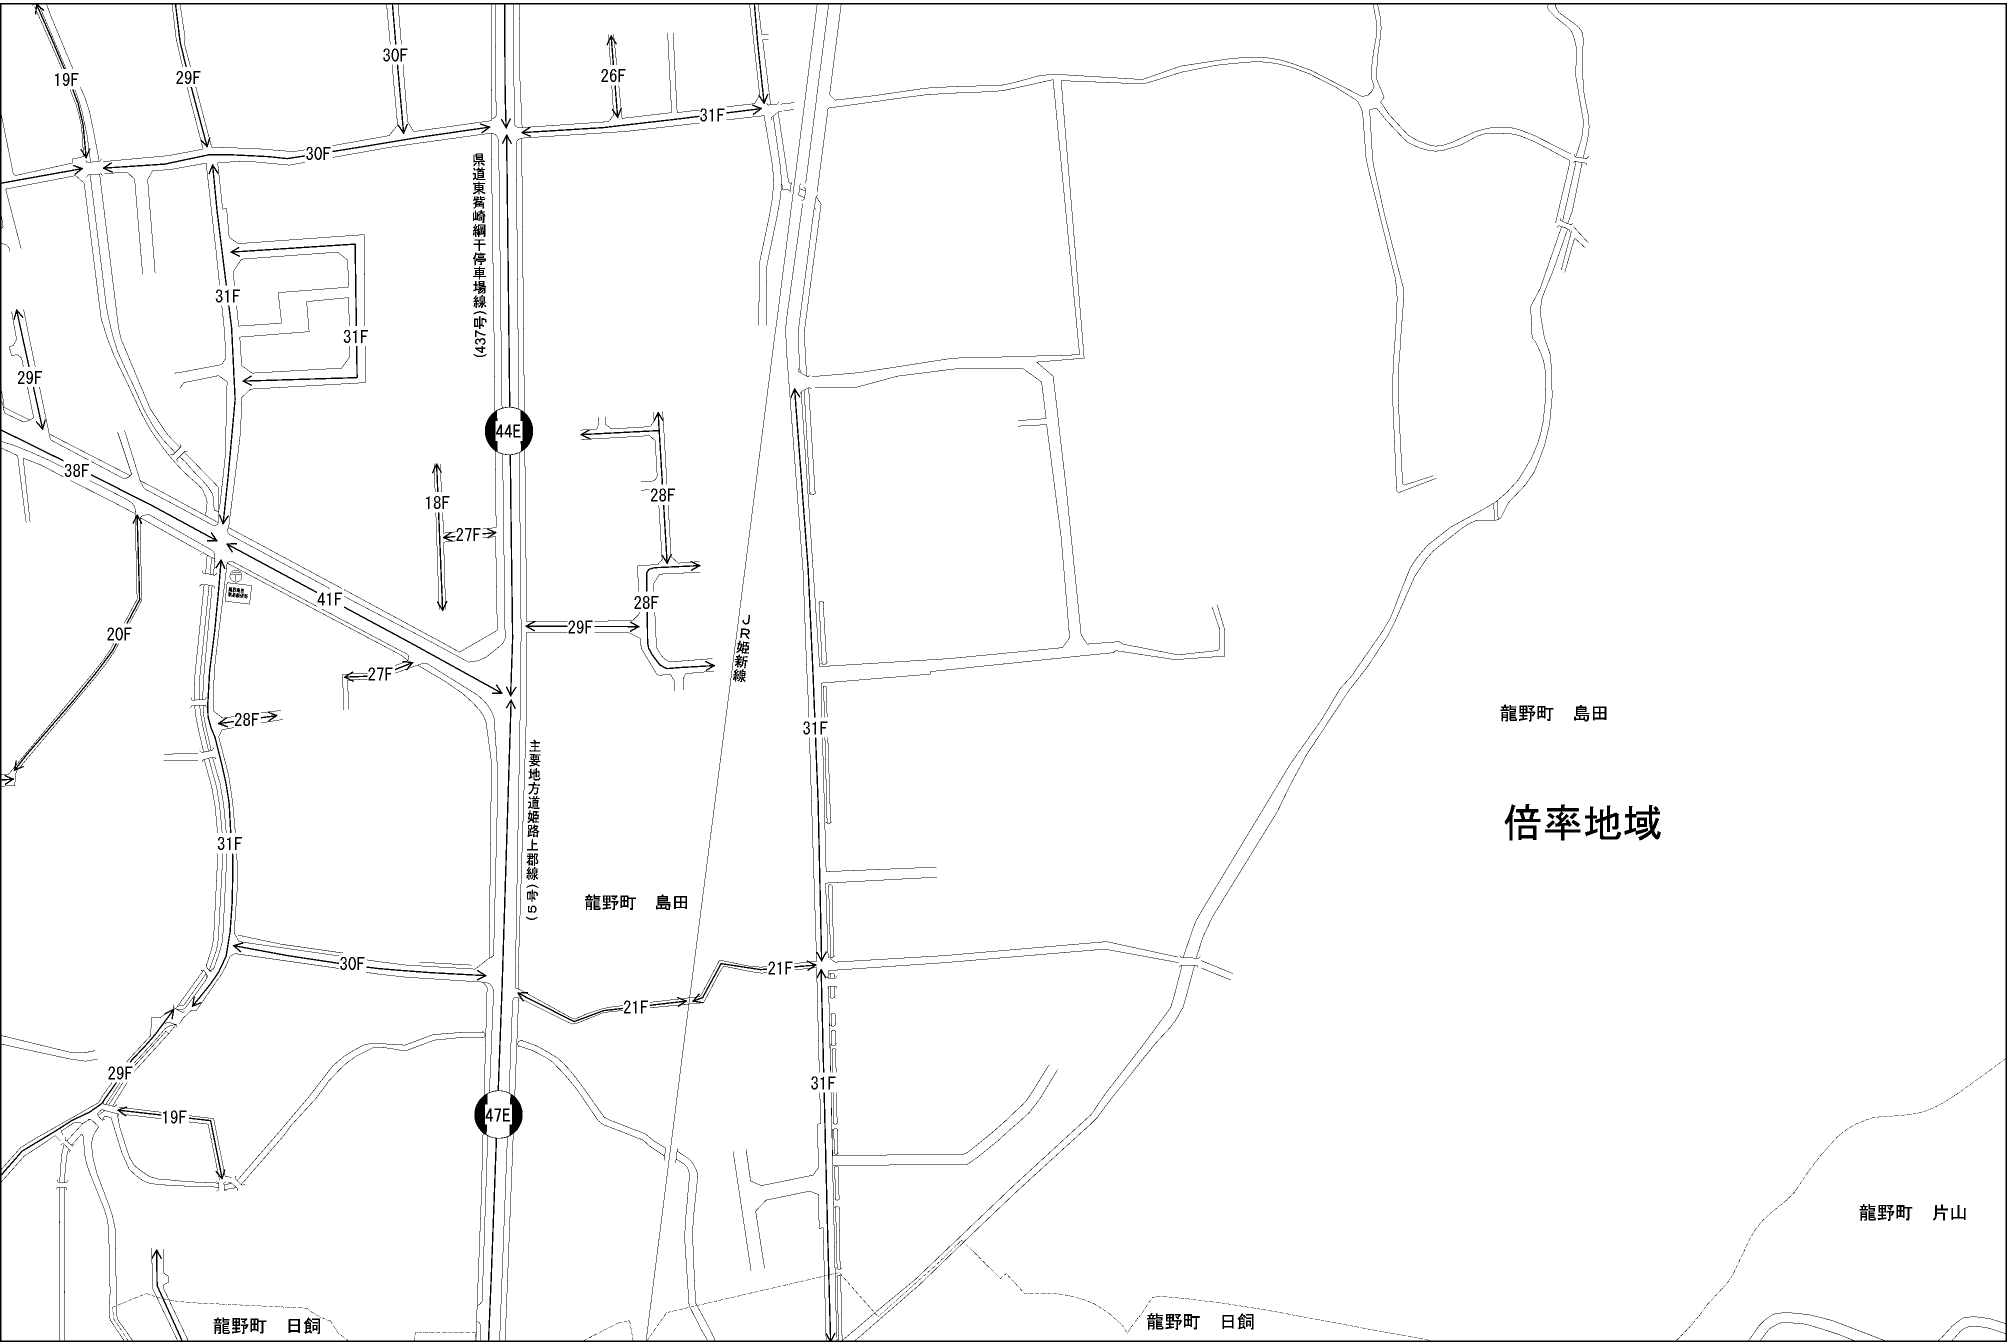 30F
26F
19F
29F
31F
30F
県道東觜崎綱干停車場線(437号)
31F
31F
29F
44E
38F
28F
18F
27F
41F
28F
20F
29F
JR姫新線
27F
28F
龍野町 島田
31F
主要地方道姫路上郡線(5号)
倍率地域
31F
龍野町 島田
30F
21F
21F
29F
31F
47E
19F
龍野町 片山
龍野町 日飼
龍野町 日飼